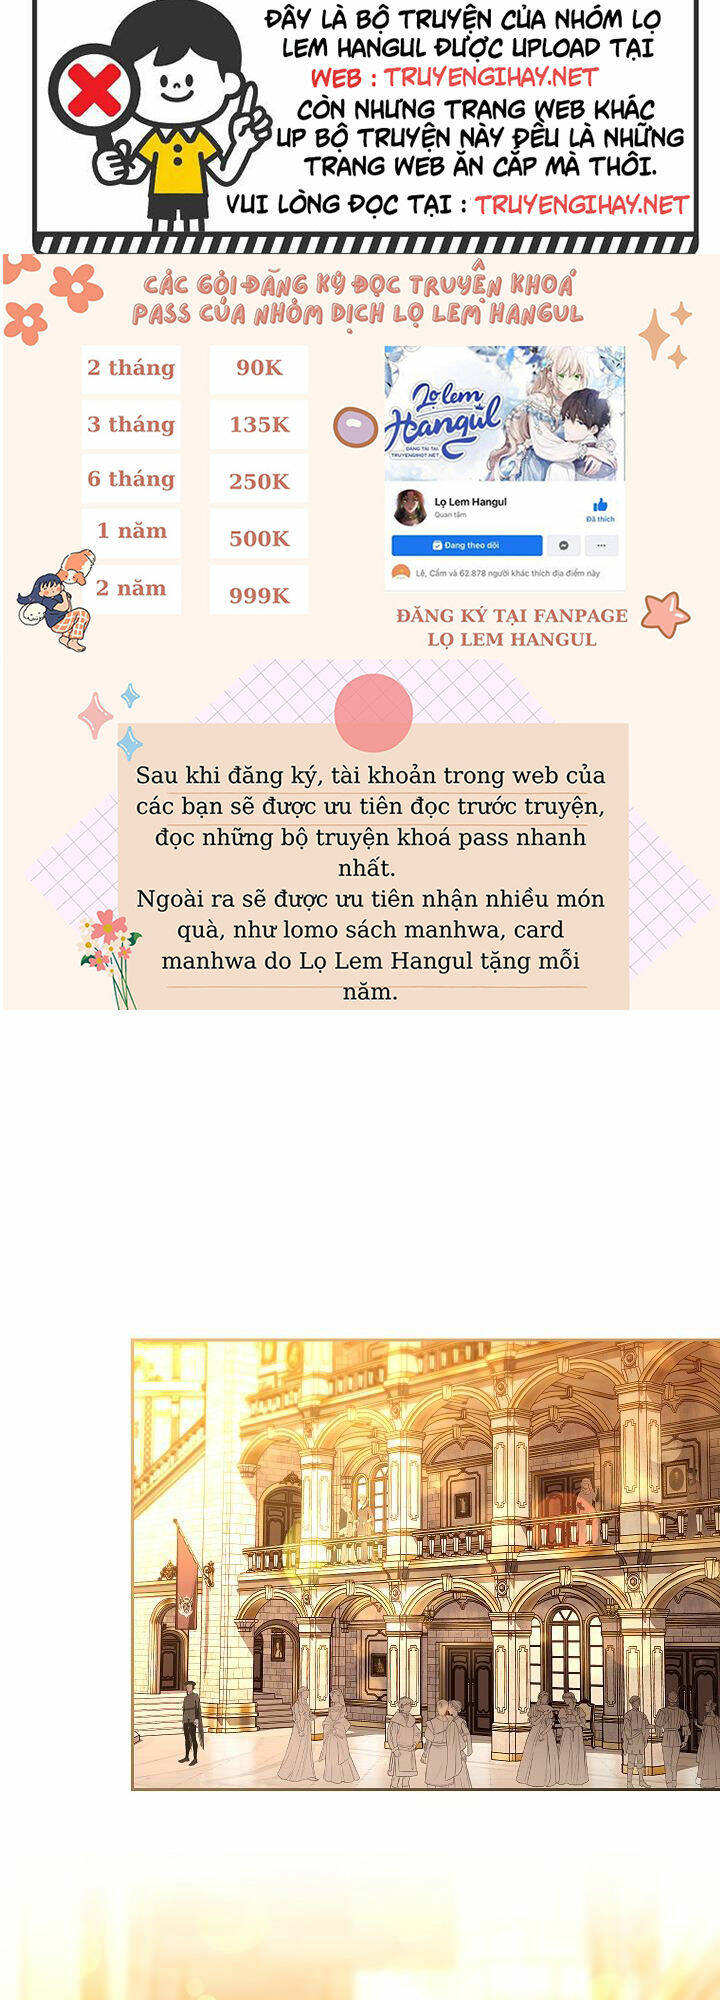 ĐÂY LÀ BỘ TRUYỆN CỦA NHÓM LỌ
LEM HANGUL ĐƯỢC UPLOAD TẠI
WEB : TRUYENGIHAY.NET
CÒN NHƯNG TRANG WEB KHÁC
UP BỘ TRUYỆN NÀY ĐỀU LÀ NHỮNG
TRANG WEB ĂN CẮP MÀ THÔI.
VUI LÒNG ĐỌC TẠI : TRUYENGIHAY.NET
CÁC GÓI ĐĂNG KÝ ĐỌC TRUYỆN KHOÁ
PASS CỦA NHÓM DỊCH LỌ LEM HANGUL
2 tháng 90K
3 tháng 135K
6 tháng 250K
1 năm 500K
2 năm 999K
Lọ lem
Hangul
ĐĂNG TẢI TẠI
TRUYENGIHOT.NET
Lọ Lem Hangul
Quan tâm
Đã thích
Đang theo dõi
Lê, Cẩm và 62.878 người khác thích địa điểm này
ĐĂNG KÝ TẠI FANPAGE
LỌ LEM HANGUL
Sau khi đăng ký, tài khoản trong web của
các bạn sẽ được ưu tiên đọc trước truyện,
đọc những bộ truyện khoá pass nhanh
nhất.
Ngoài ra sẽ được ưu tiên nhận nhiều món
quà, như lomo sách manhwa, card
manhwa do Lọ Lem Hangul tặng mỗi
năm.